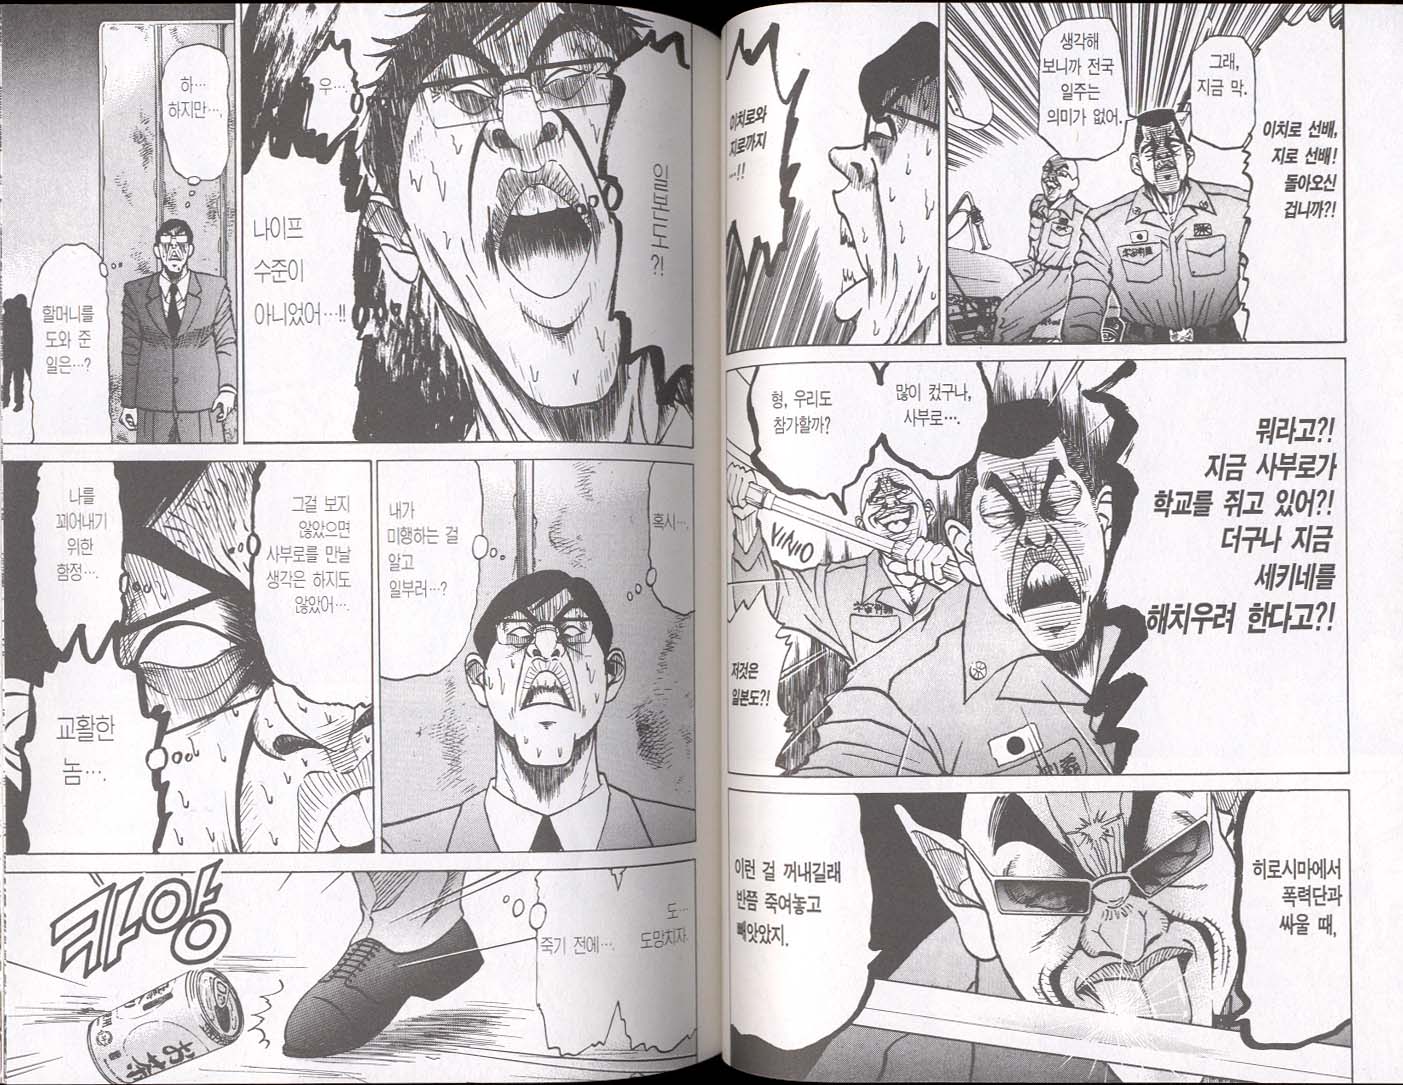 이치로 선배,
지로 선배!
돌아오신
겁니까?!
그래,
지금 막.
생각해
보니까 전국
일주는
의미가 없어.
이치로와
지로까지
…!!
뭐라고?!
지금 사부로가
학교를 쥐고 있어?!
더구나 지금
세키네를
해치우려 한다고?!
많이 컸구나,
사부로….
형, 우리도
참가할까?
저것은
일본도?!
히로시마에서
폭력단과
싸울 때,
이런 걸 꺼내길래
반쯤 죽여놓고
빼앗았지.
일본도?!
우….
나이프
수준이
아니었어…!!
하…
하지만….
할머니를
도와 준
일은…?
혹시….
내가
미행하는 걸
알고
일부러…?
그걸 보지
않았으면
사부로를 만날
생각은 하지도
않았어….
나를
꾀어내기
위한
함정….
교활한
놈….
도…
도망치자.
죽기 전에….
카앙
お茶